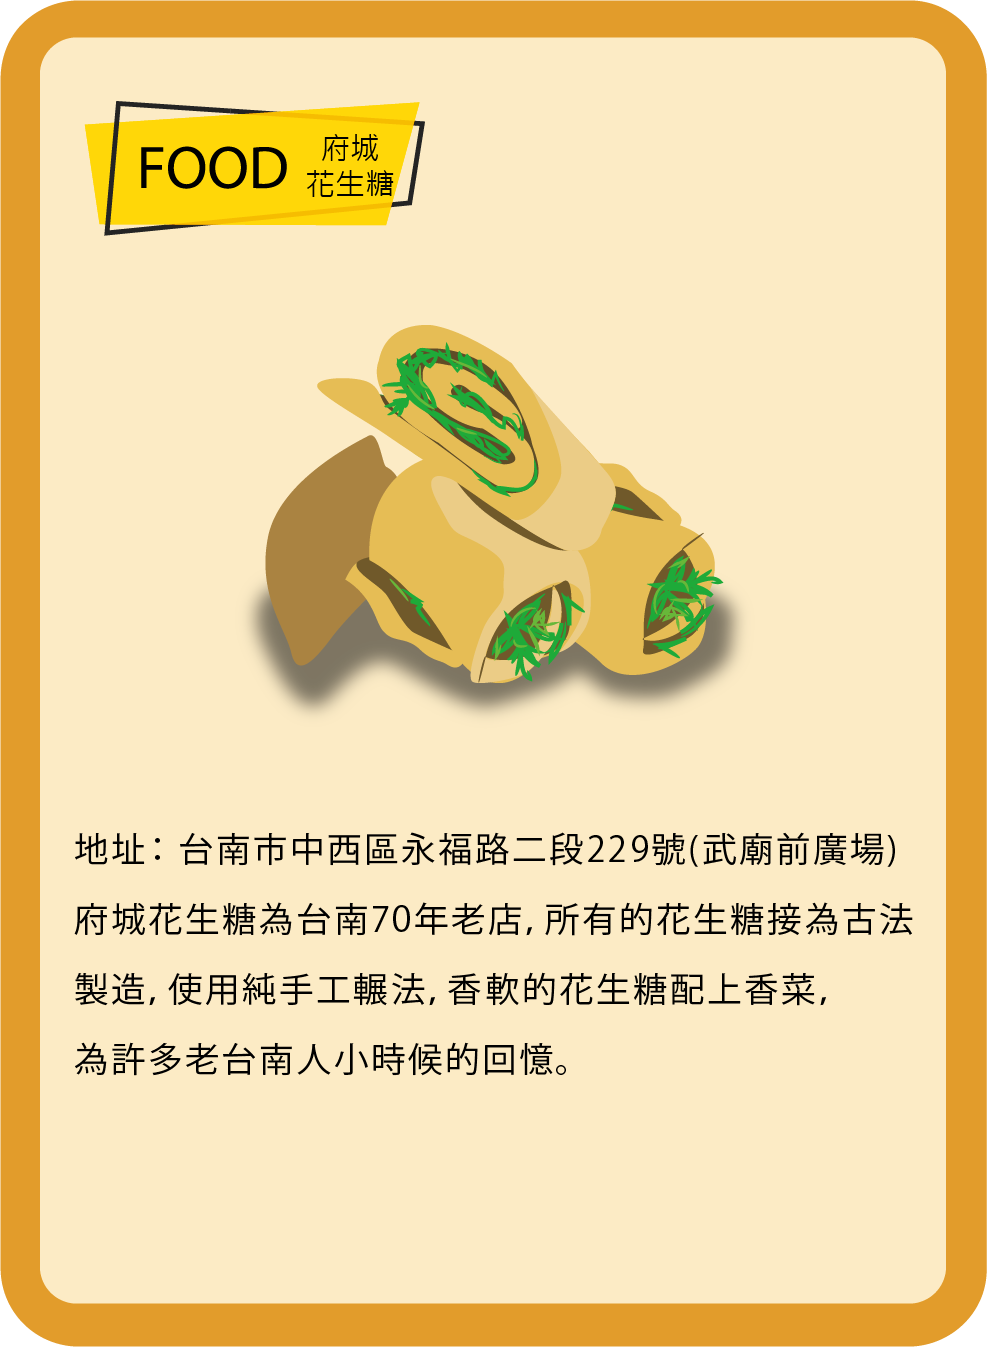 FOOD
府城
花生糖
地址：台南市中西區永福路二段229號(武廟前廣場)
府城花生糖為台南70年老店, 所有的花生糖接為古法
製造, 使用純手工輾法, 香軟的花生糖配上香菜,
為許多老台南人小時候的回憶。